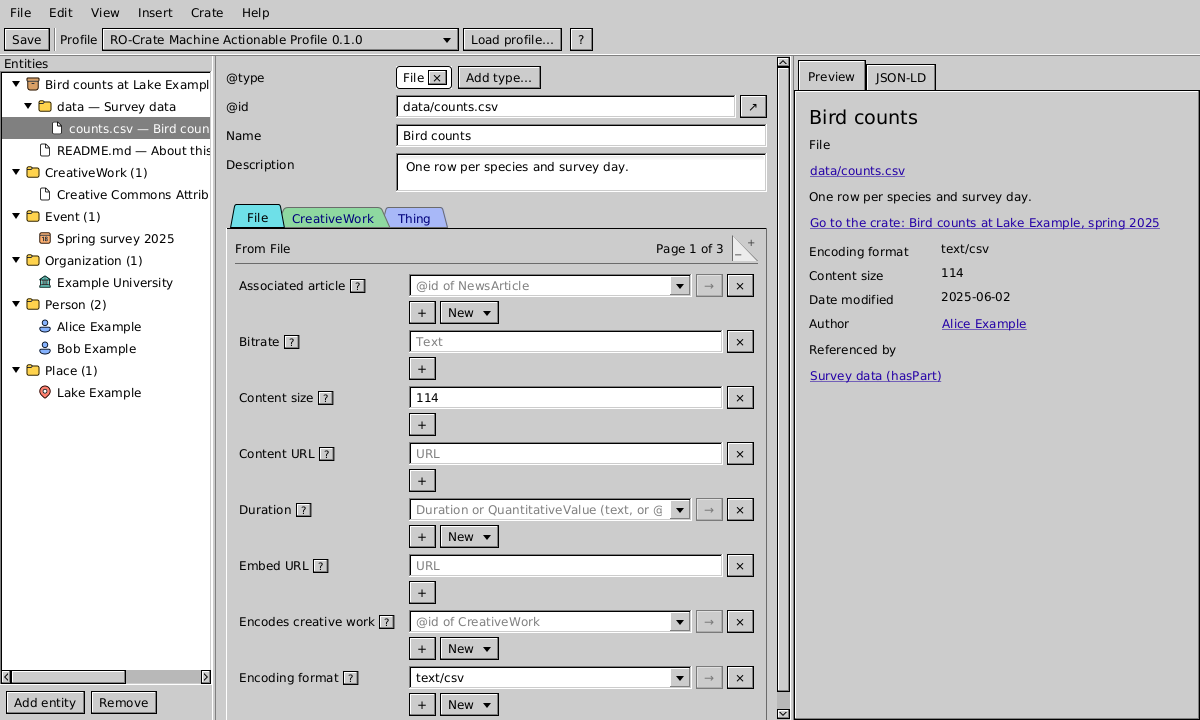 File Edit View Insert Crate Help
Save Profile RO-Crate Machine Actionable Profile 0.1.0 Load profile... ?
Entities
Bird counts at Lake Exampl
data — Survey data
counts.csv — Bird coun
README.md — About this
CreativeWork (1)
Creative Commons Attrib
Event (1)
Spring survey 2025
Organization (1)
Example University
Person (2)
Alice Example
Bob Example
Place (1)
Lake Example
Add entity Remove
@type File × Add type...
@id data/counts.csv ↗
Name Bird counts
Description One row per species and survey day.
File CreativeWork Thing
From File Page 1 of 3 + −
Associated article ? @id of NewsArticle → ×
+ New
Bitrate ? Text ×
+
Content size ? 114 ×
+
Content URL ? URL ×
+
Duration ? Duration or QuantitativeValue (text, or @ → ×
+ New
Embed URL ? URL ×
+
Encodes creative work ? @id of CreativeWork → ×
+ New
Encoding format ? text/csv → ×
+ New
Preview JSON-LD
Bird counts
File
data/counts.csv
One row per species and survey day.
Go to the crate: Bird counts at Lake Example, spring 2025
Encoding format text/csv
Content size 114
Date modified 2025-06-02
Author Alice Example
Referenced by
Survey data (hasPart)